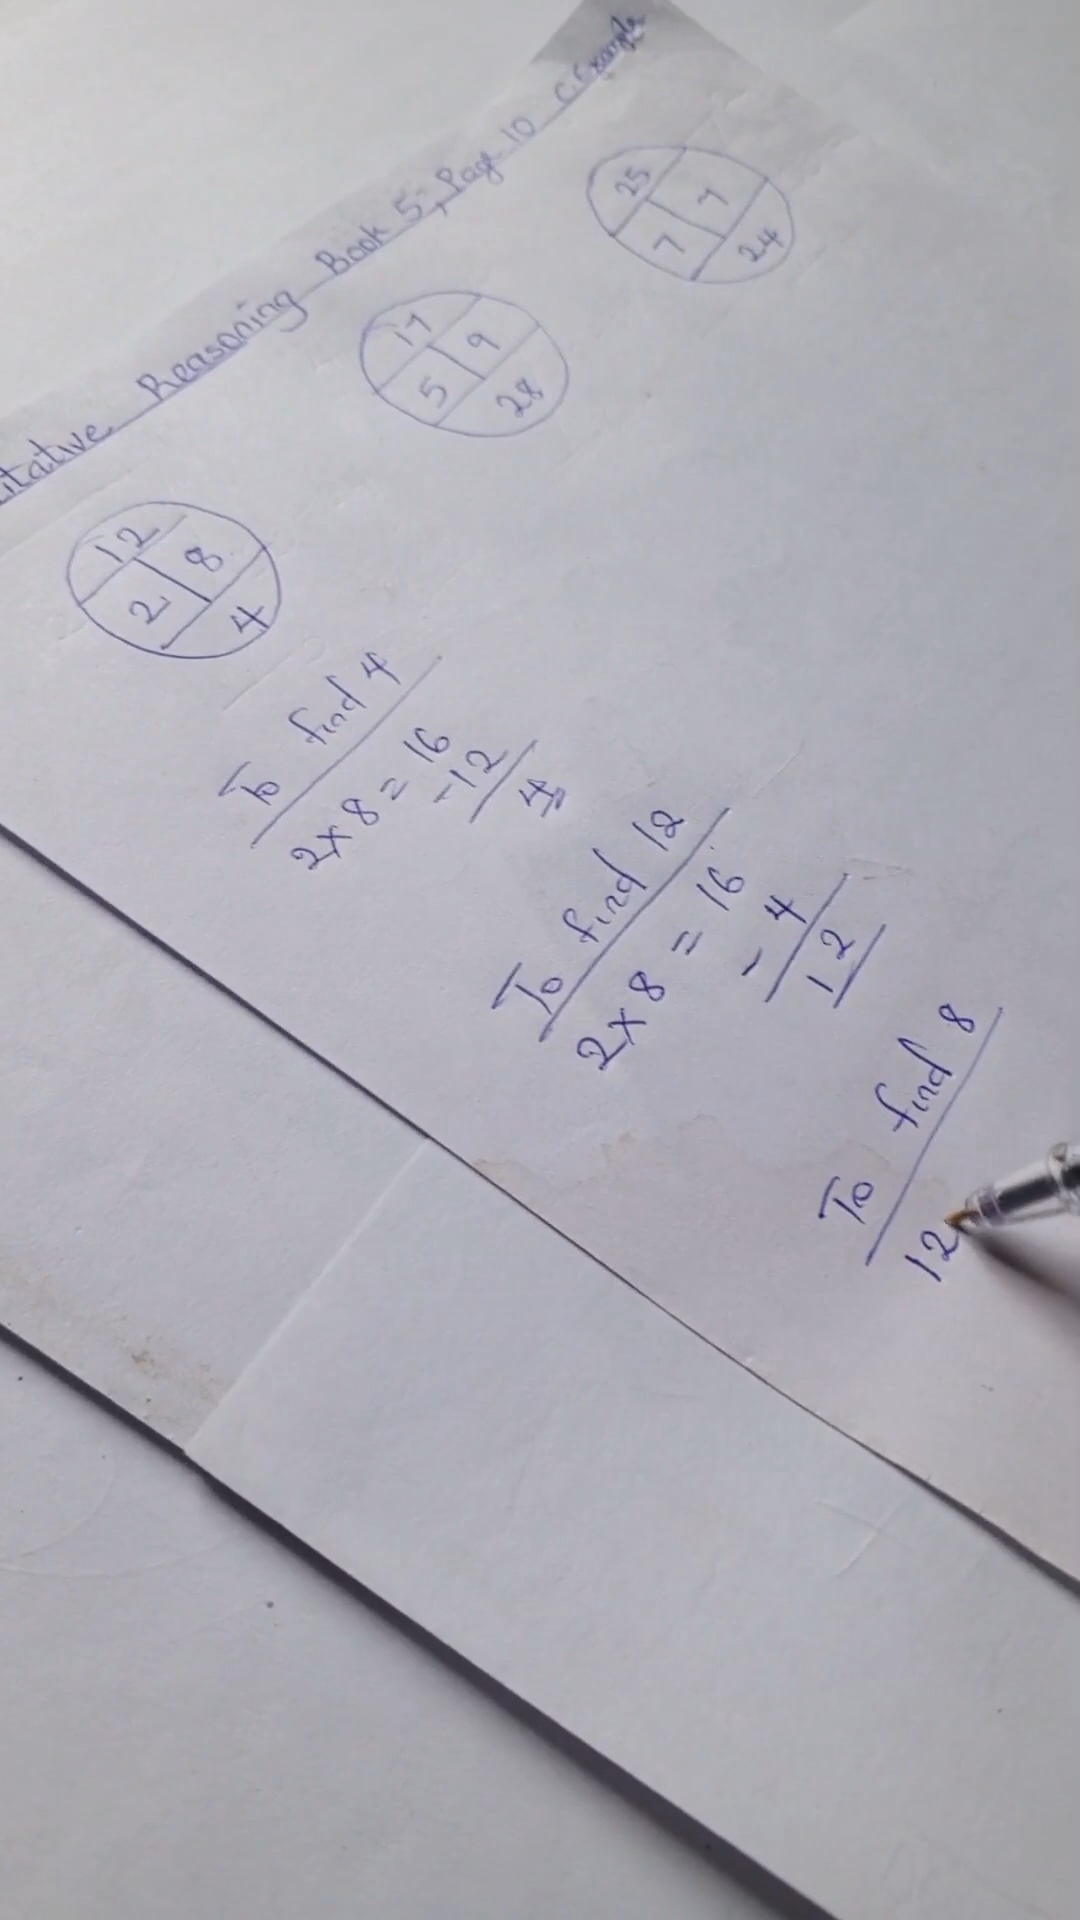 itative Reasoning Book 5, Page 10 C. Example
12
2 8
4
17
5 9
28
25
7 7
24
To find 4
2 x 8 = 16
-12
4
To find 12
2 x 8 = 16
- 4
12
To find 8
12